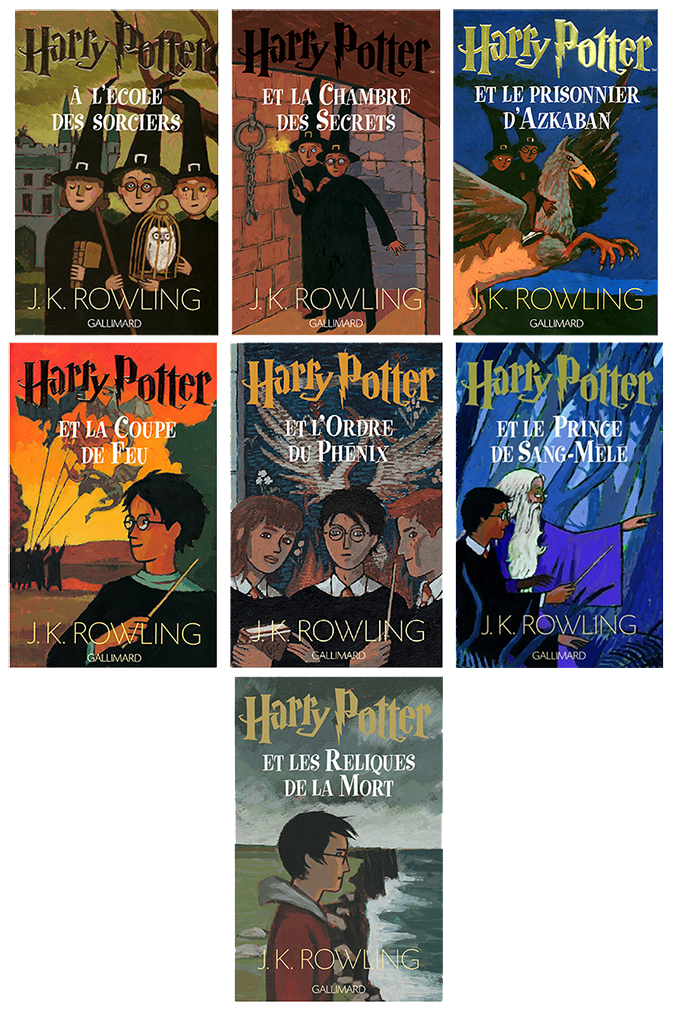 Harry Potter
À L'ÉCOLE
DES SORCIERS
J. K. ROWLING
GALLIMARD
Harry Potter
ET LA CHAMBRE
DES SECRETS
J. K. ROWLING
GALLIMARD
Harry Potter
ET LE PRISONNIER
D'AZKABAN
J. K. ROWLING
GALLIMARD
Harry Potter
ET LA COUPE
DE FEU
J. K. ROWLING
GALLIMARD
Harry Potter
ET L'ORDRE
DU PHÉNIX
J. K. ROWLING
GALLIMARD
Harry Potter
ET LE PRINCE
DE SANG-MÊLÉ
J. K. ROWLING
GALLIMARD
Harry Potter
ET LES RELIQUES
DE LA MORT
J. K. ROWLING
GALLIMARD